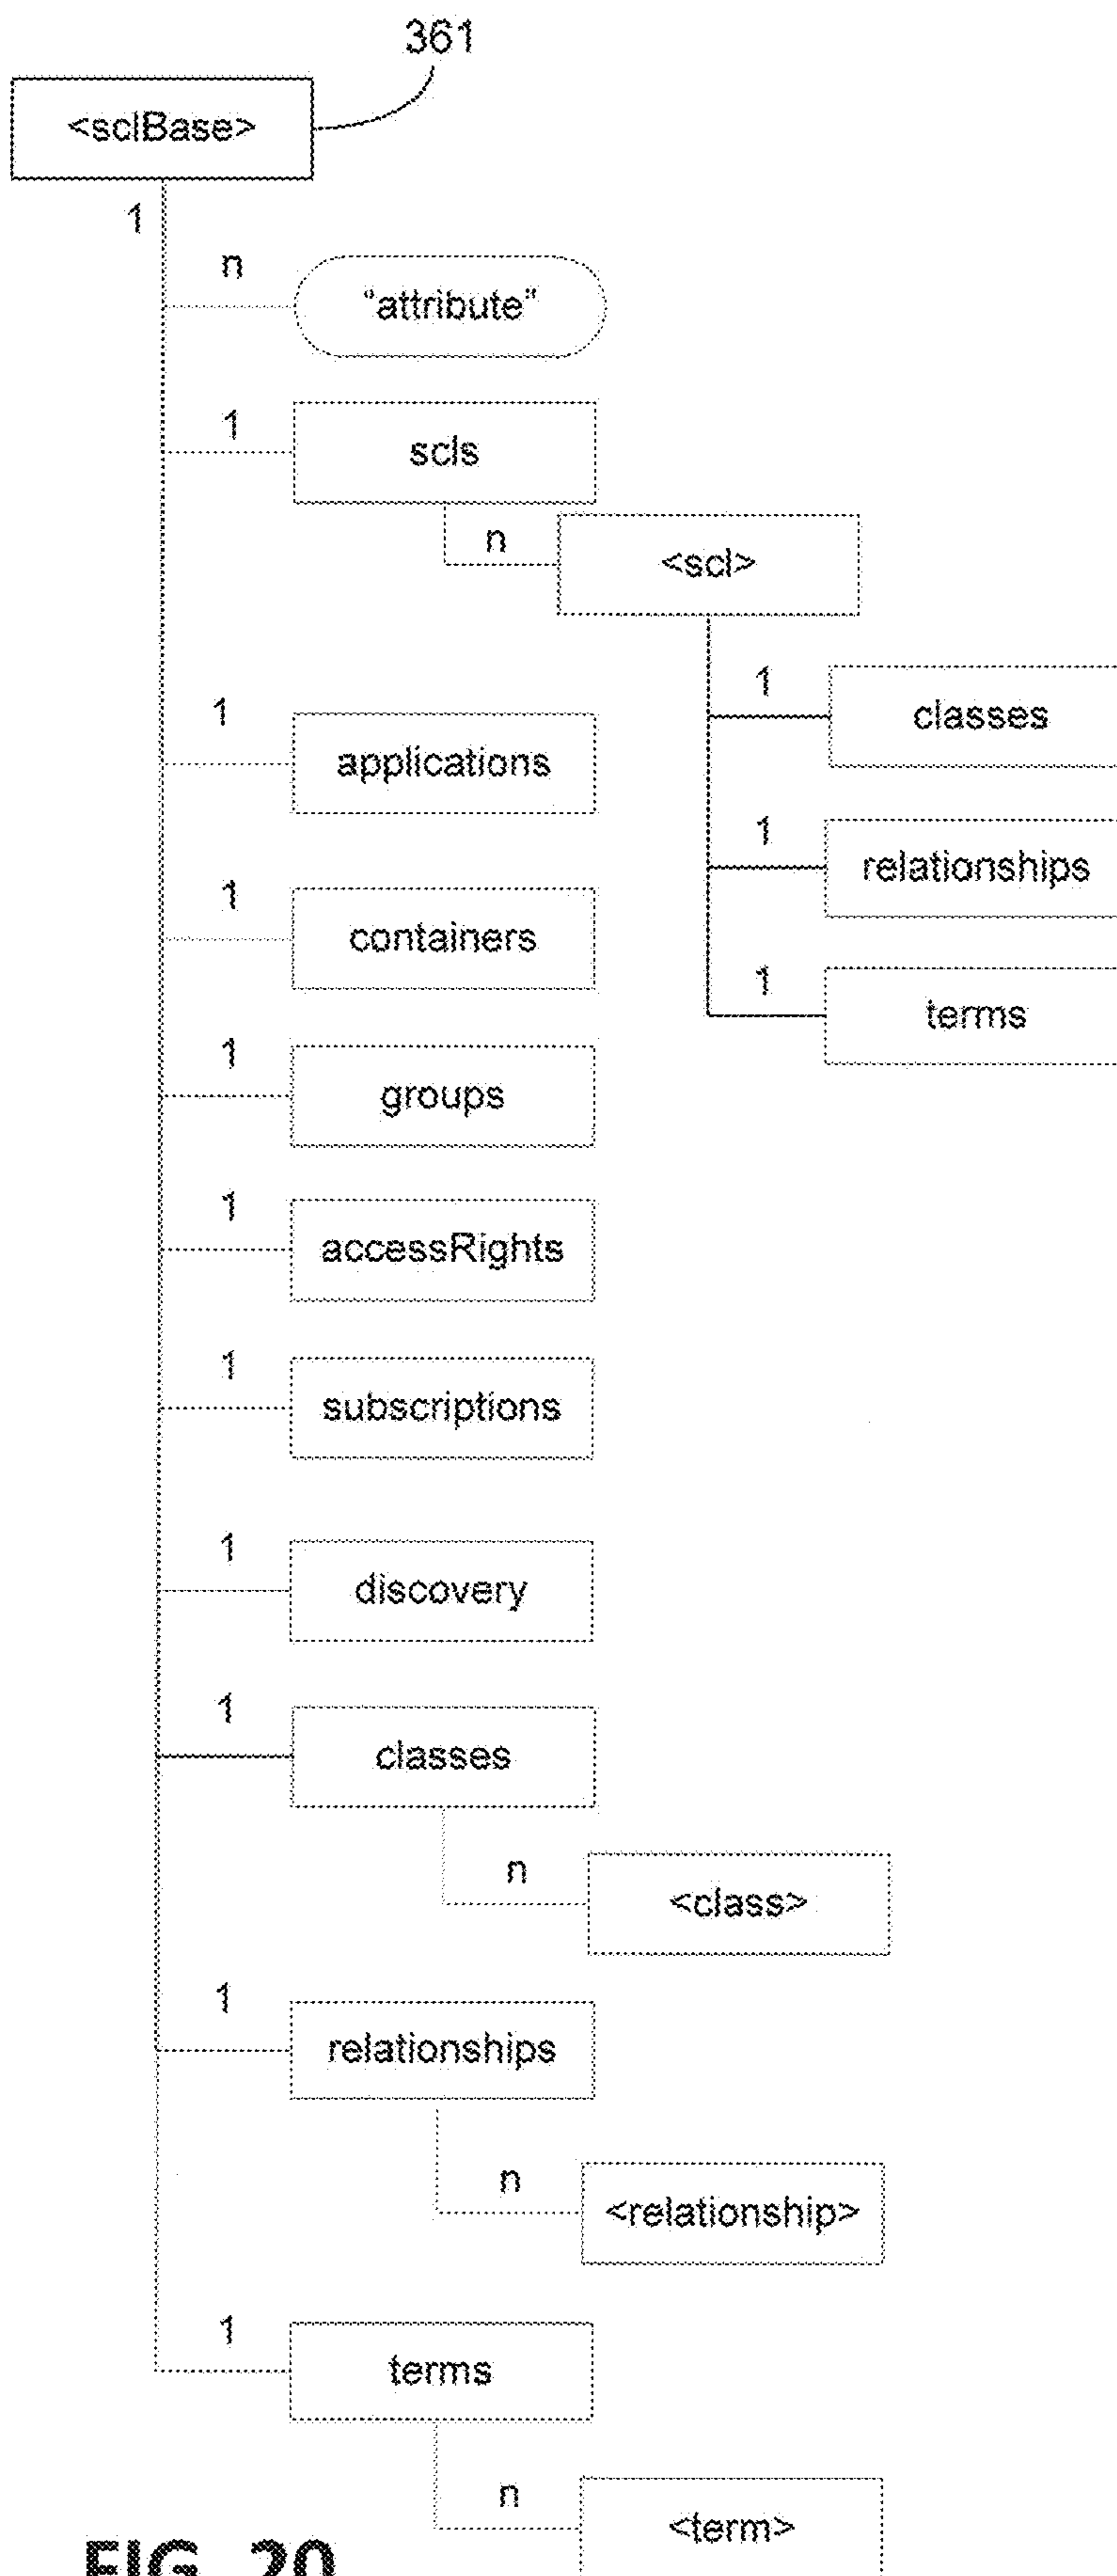 361
<sclBase>
1
n
"attribute"
1
scls
n
<scl>
1
classes
1
relationships
1
terms
1
applications
1
containers
1
groups
1
accessRights
1
subscriptions
1
discovery
1
classes
n
<class>
1
relationships
n
<relationship>
1
terms
n
<term>
FIG. 20